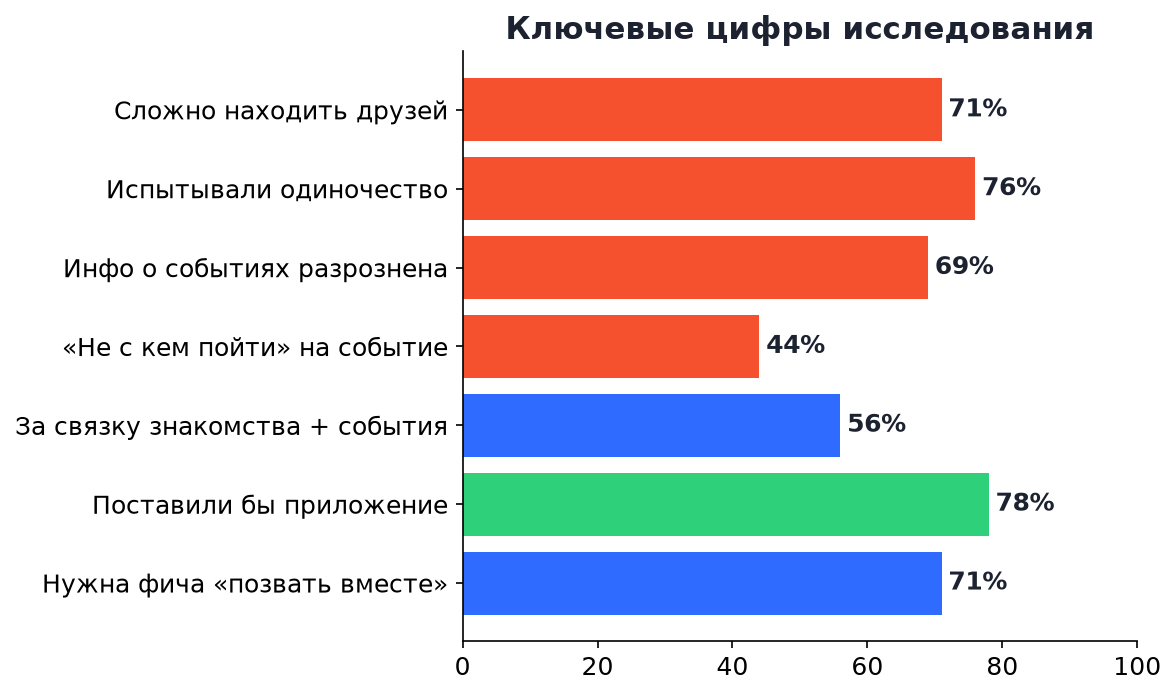 Ключевые цифры исследования
Сложно находить друзей 71%
Испытывали одиночество 76%
Инфо о событиях разрознена 69%
«Не с кем пойти» на событие 44%
За связку знакомства + события 56%
Поставили бы приложение 78%
Нужна фича «позвать вместе» 71%
0 20 40 60 80 100